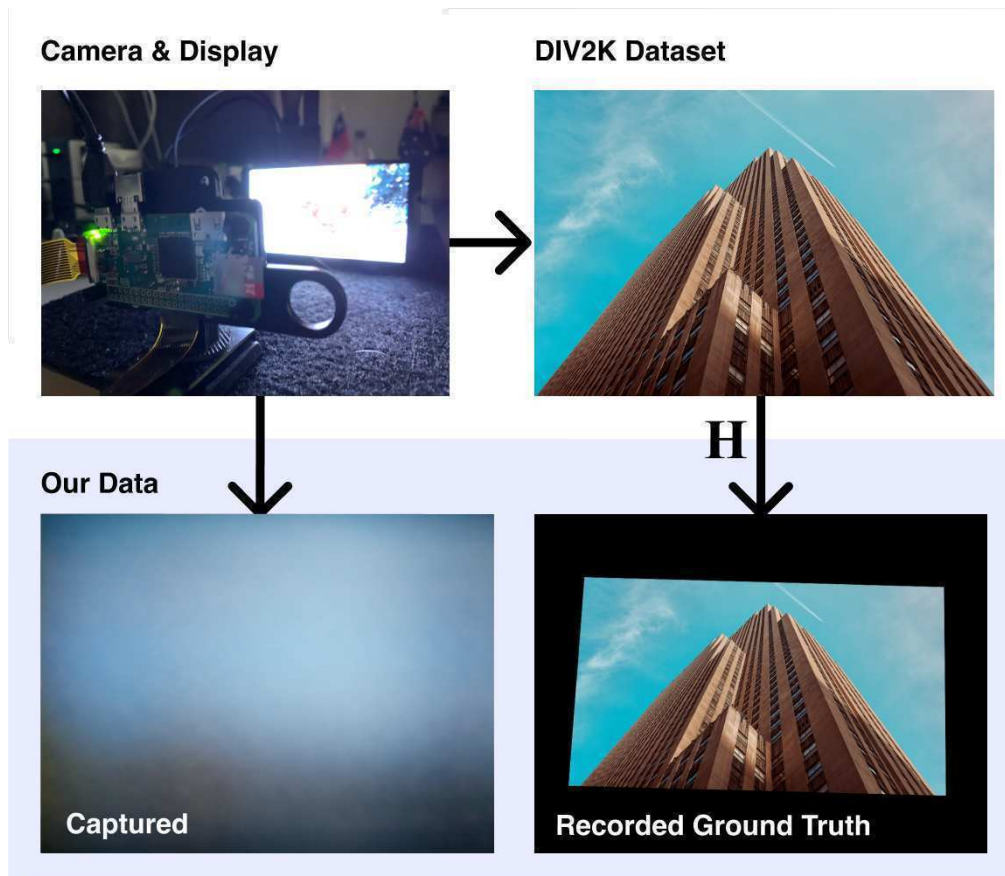 Camera & Display
DIV2K Dataset
H
Our Data
Captured
Recorded Ground Truth